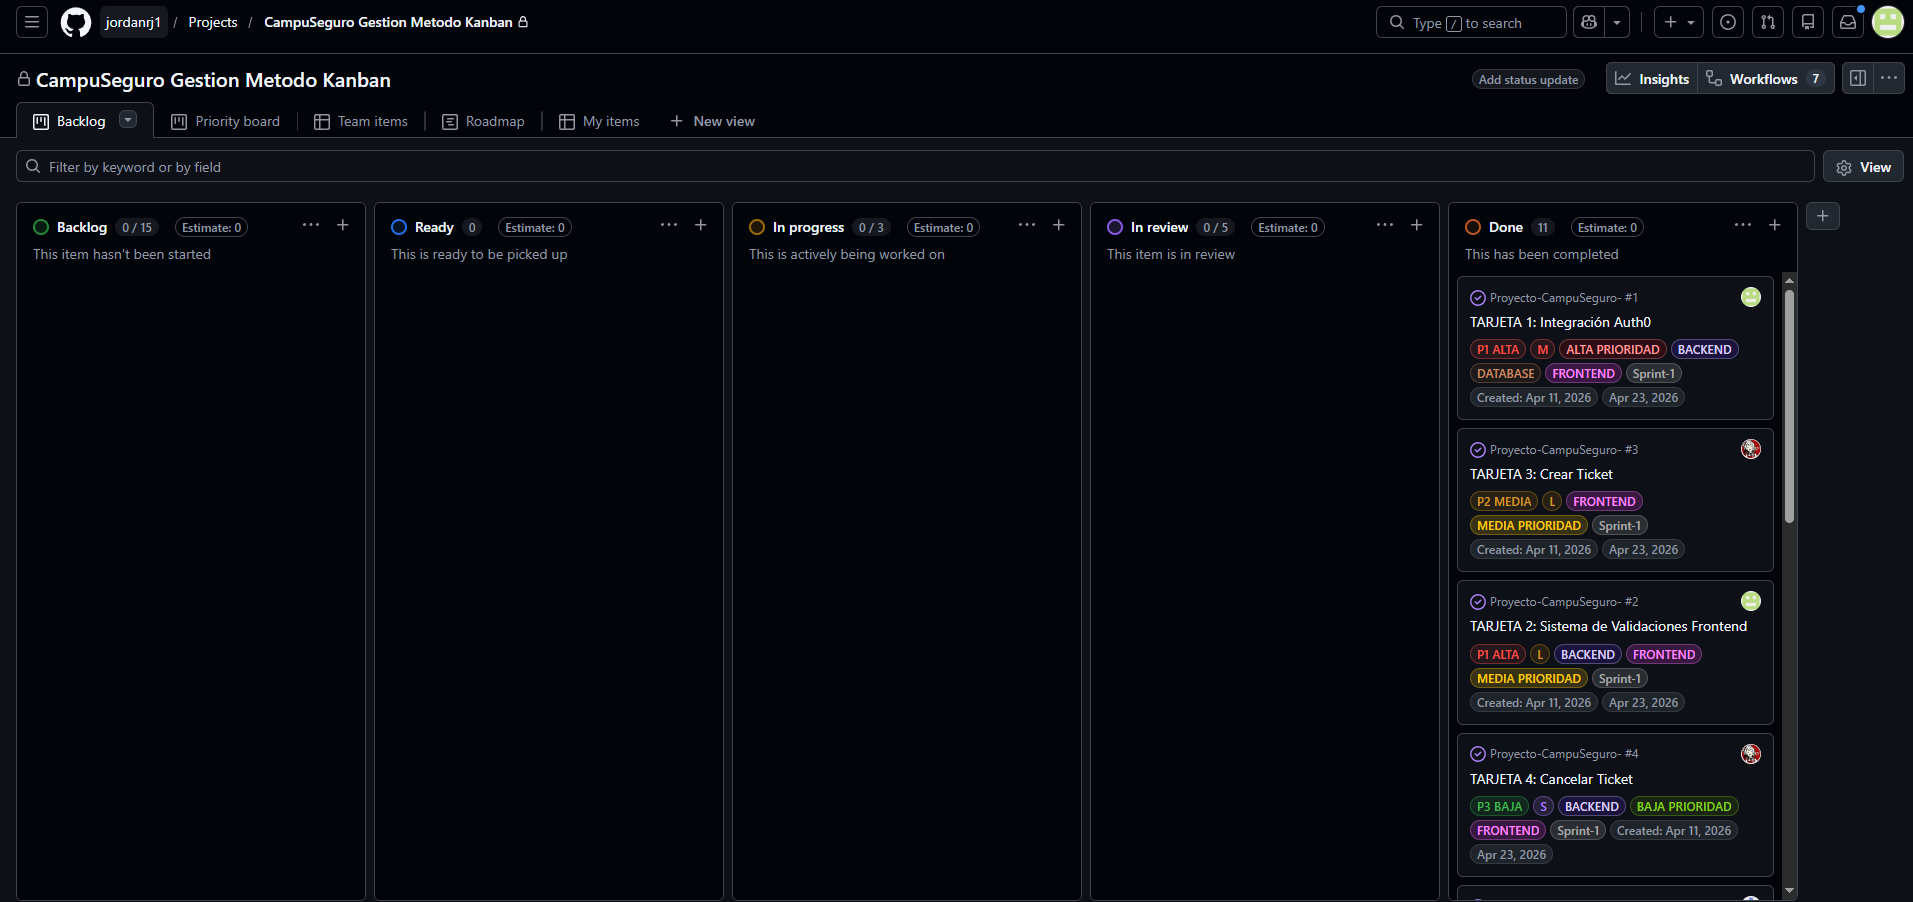 jordanrj1 / Projects / CampuSeguro Gestion Metodo Kanban
Type / to search
CampuSeguro Gestion Metodo Kanban
Add status update
Insights
Workflows 7
Backlog
Priority board
Team items
Roadmap
My items
New view
Filter by keyword or by field
View
Backlog 0 / 15 Estimate: 0
This item hasn't been started
Ready 0 Estimate: 0
This is ready to be picked up
In progress 0 / 3 Estimate: 0
This is actively being worked on
In review 0 / 5 Estimate: 0
This item is in review
Done 11 Estimate: 0
This has been completed
Proyecto-CampuSeguro- #1
TARJETA 1: Integración Auth0
P1 ALTA M ALTA PRIORIDAD BACKEND
DATABASE FRONTEND Sprint-1
Created: Apr 11, 2026 Apr 23, 2026
Proyecto-CampuSeguro- #3
TARJETA 3: Crear Ticket
P2 MEDIA L FRONTEND
MEDIA PRIORIDAD Sprint-1
Created: Apr 11, 2026 Apr 23, 2026
Proyecto-CampuSeguro- #2
TARJETA 2: Sistema de Validaciones Frontend
P1 ALTA L BACKEND FRONTEND
MEDIA PRIORIDAD Sprint-1
Created: Apr 11, 2026 Apr 23, 2026
Proyecto-CampuSeguro- #4
TARJETA 4: Cancelar Ticket
P3 BAJA S BACKEND BAJA PRIORIDAD
FRONTEND Sprint-1 Created: Apr 11, 2026
Apr 23, 2026